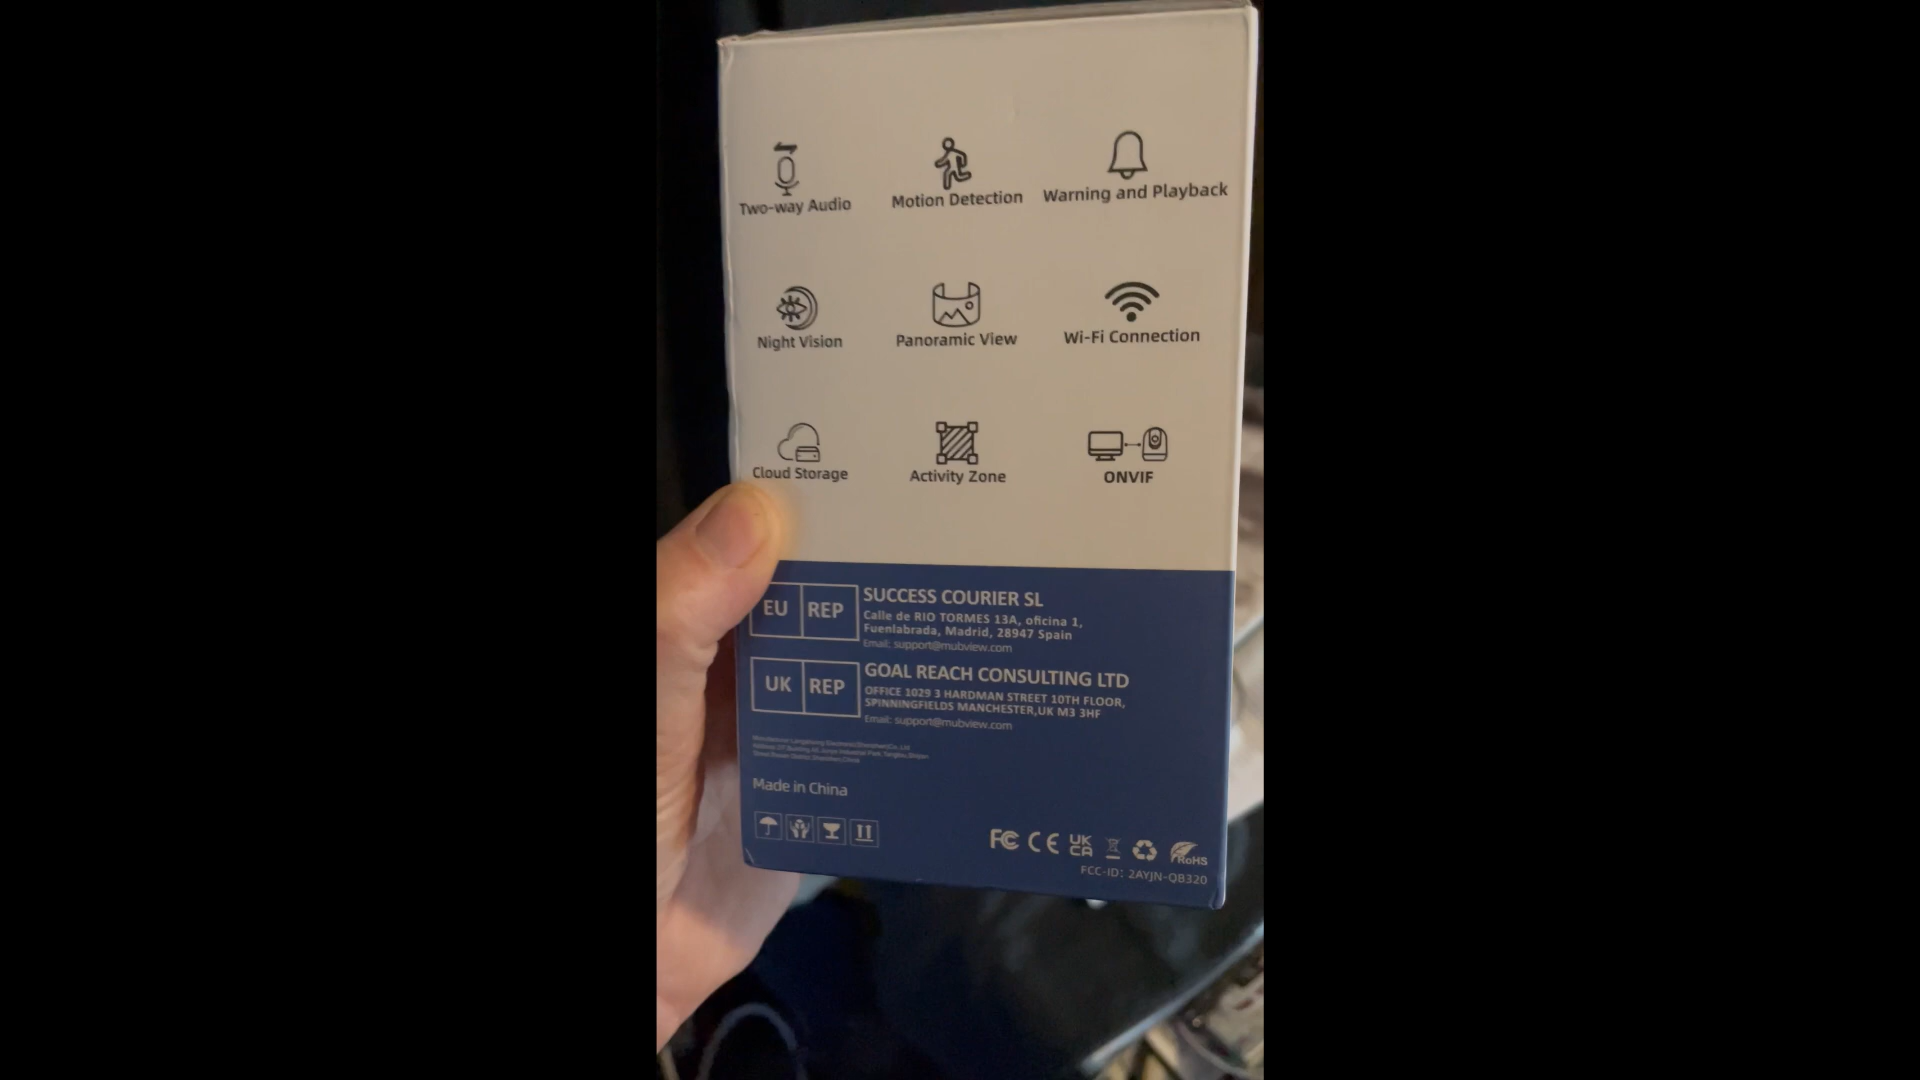 Two-way Audio
Motion Detection
Warning and Playback
Night Vision
Panoramic View
Wi-Fi Connection
Cloud Storage
Activity Zone
ONVIF
EU REP
SUCCESS COURIER SL
Calle de RIO TORMES 13A, oficina 1,
Fuenlabrada, Madrid, 28947 Spain
Email: support@mubview.com
UK REP
GOAL REACH CONSULTING LTD
OFFICE 1029 3 HARDMAN STREET 10TH FLOOR,
SPINNINGFIELDS MANCHESTER,UK M3 3HF
Email: support@mubview.com
Made in China
FC CE UK CA RoHS
FCC-ID: 2AYJN-QB320